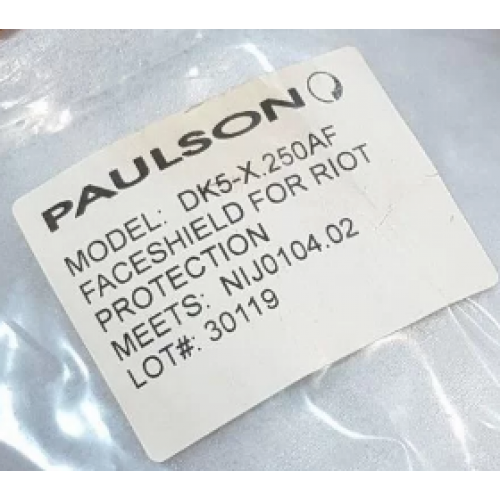 PAULSON
MODEL: DK5-X.250AF
FACESHIELD FOR RIOT
PROTECTION
MEETS: NIJ0104.02
LOT#: 30119